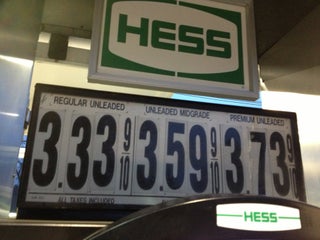 HESS
REGULAR UNLEADED UNLEADED MIDGRADE PREMIUM UNLEADED
3.33 9/10 3.59 9/10 3.73 9/10
ALL TAXES INCLUDED
HESS